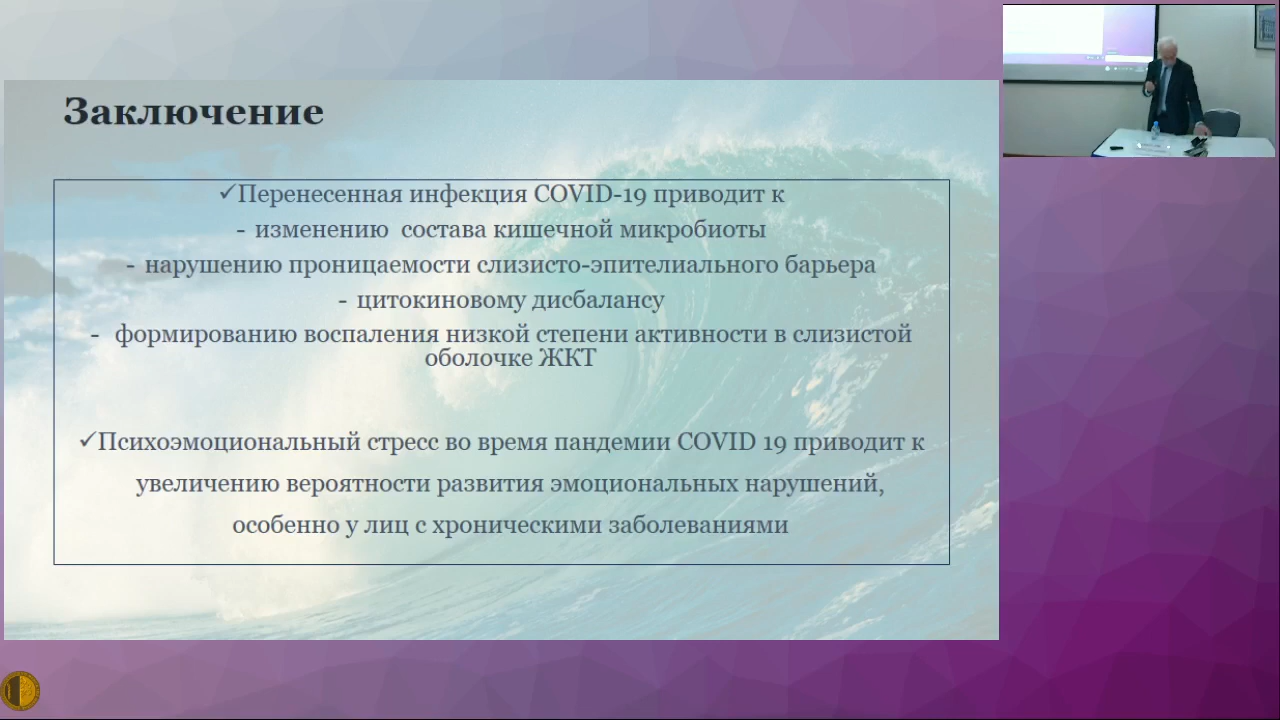 Заключение
✓Перенесенная инфекция COVID-19 приводит к
- изменению состава кишечной микробиоты
- нарушению проницаемости слизисто-эпителиального барьера
- цитокиновому дисбалансу
- формированию воспаления низкой степени активности в слизистой
оболочке ЖКТ
✓Психоэмоциональный стресс во время пандемии COVID 19 приводит к
увеличению вероятности развития эмоциональных нарушений,
особенно у лиц с хроническими заболеваниями